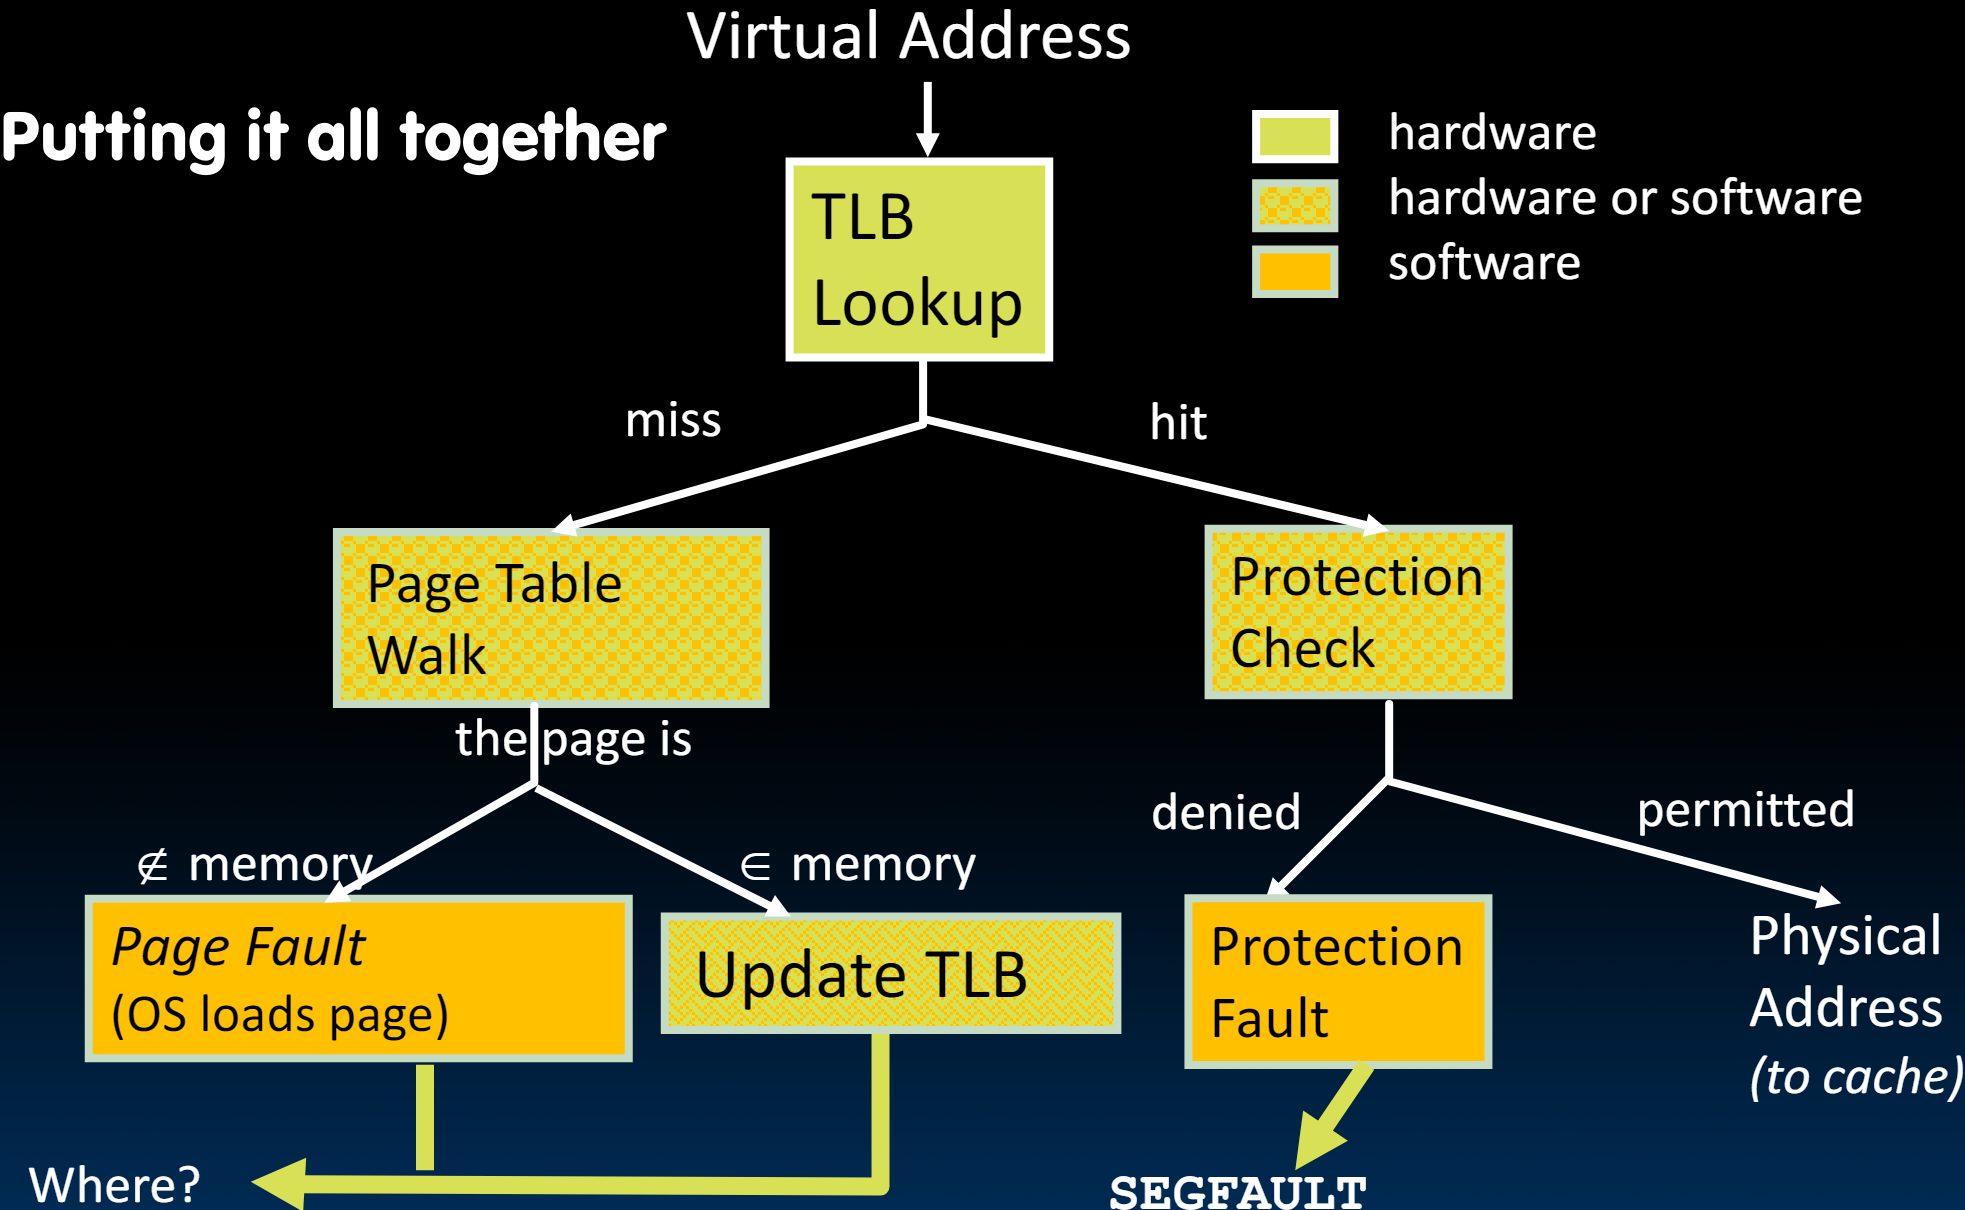 Virtual Address
Putting it all together
hardware
hardware or software
software
TLB
Lookup
miss
hit
Page Table
Walk
Protection
Check
the page is
denied
permitted
∉ memory
∈ memory
Page Fault
(OS loads page)
Update TLB
Protection
Fault
Physical
Address
(to cache)
Where?
SEGFAULT